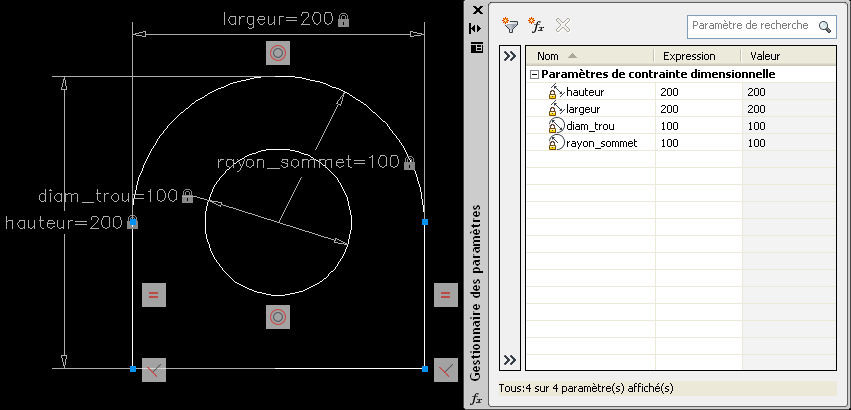 largeur=200
rayon_sommet=100
diam_trou=100
hauteur=200
Gestionnaire des paramètres
fx
fx
Paramètre de recherche
Nom Expression Valeur
Paramètres de contrainte dimensionnelle
hauteur 200 200
largeur 200 200
diam_trou 100 100
rayon_sommet 100 100
Tous:4 sur 4 paramètre(s) affiché(s)